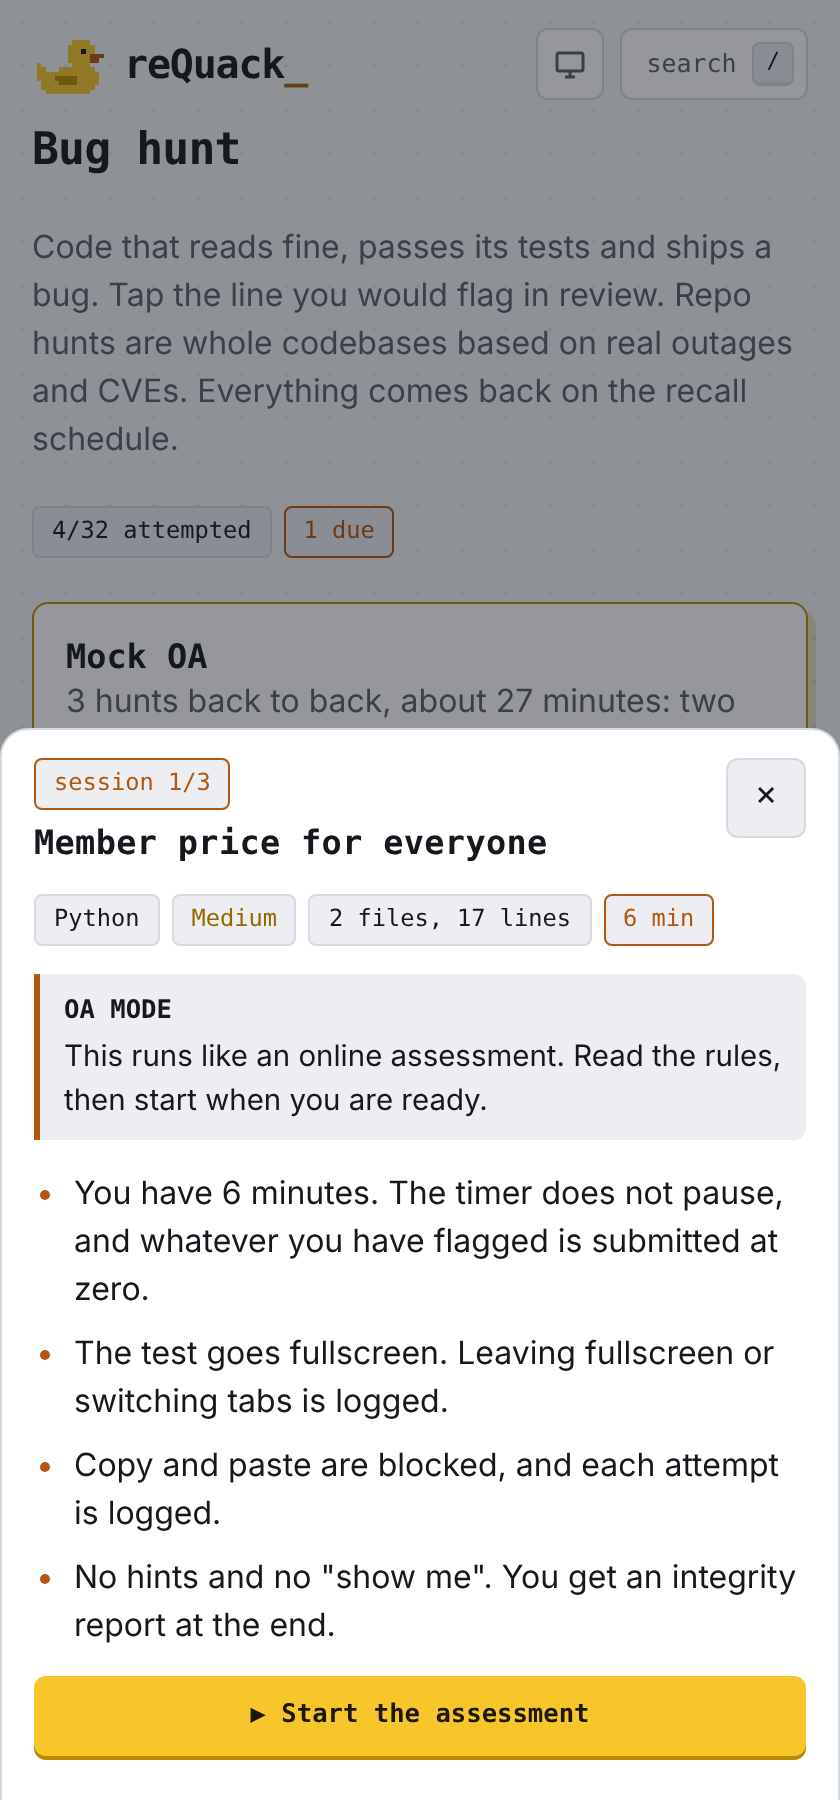 reQuack_
search /
Bug hunt
Code that reads fine, passes its tests and ships a
bug. Tap the line you would flag in review. Repo
hunts are whole codebases based on real outages
and CVEs. Everything comes back on the recall
schedule.
4/32 attempted
1 due
Mock OA
3 hunts back to back, about 27 minutes: two
session 1/3
×
Member price for everyone
Python
Medium
2 files, 17 lines
6 min
OA MODE
This runs like an online assessment. Read the rules,
then start when you are ready.
• You have 6 minutes. The timer does not pause,
and whatever you have flagged is submitted at
zero.
• The test goes fullscreen. Leaving fullscreen or
switching tabs is logged.
• Copy and paste are blocked, and each attempt
is logged.
• No hints and no "show me". You get an integrity
report at the end.
▶ Start the assessment